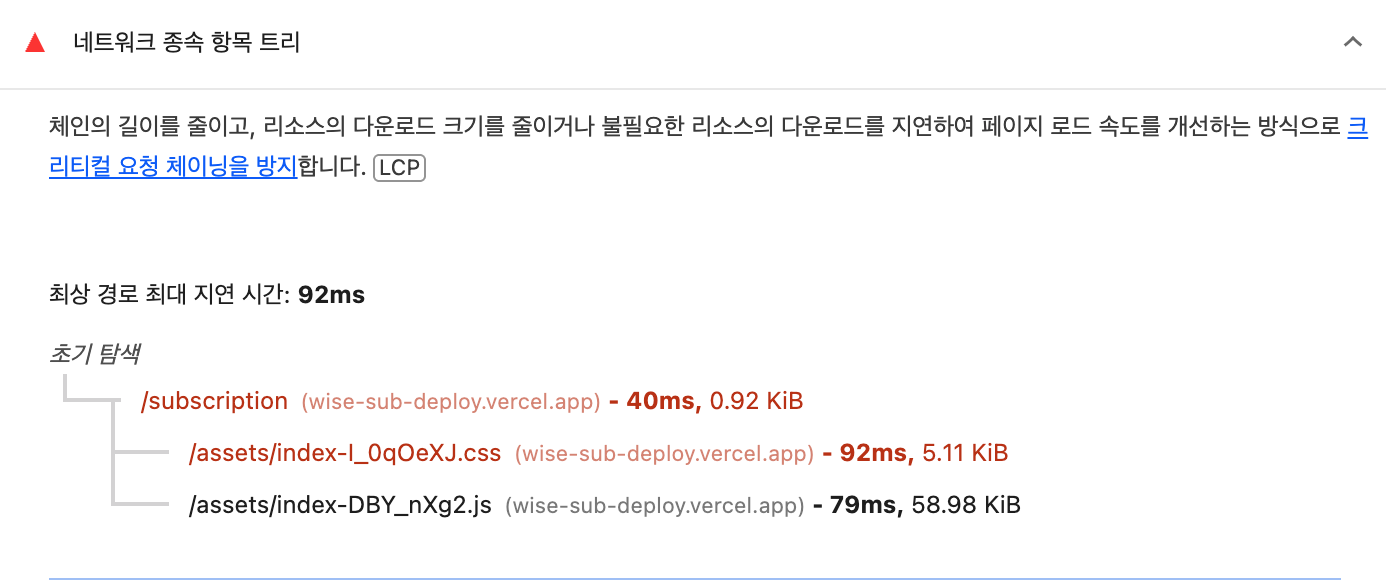 네트워크 종속 항목 트리
체인의 길이를 줄이고, 리소스의 다운로드 크기를 줄이거나 불필요한 리소스의 다운로드를 지연하여 페이지 로드 속도를 개선하는 방식으로 크
리티컬 요청 체이닝을 방지합니다. LCP
최상 경로 최대 지연 시간: 92ms
초기 탐색
/subscription (wise-sub-deploy.vercel.app) - 40ms, 0.92 KiB
/assets/index-I_0qOeXJ.css (wise-sub-deploy.vercel.app) - 92ms, 5.11 KiB
/assets/index-DBY_nXg2.js (wise-sub-deploy.vercel.app) - 79ms, 58.98 KiB